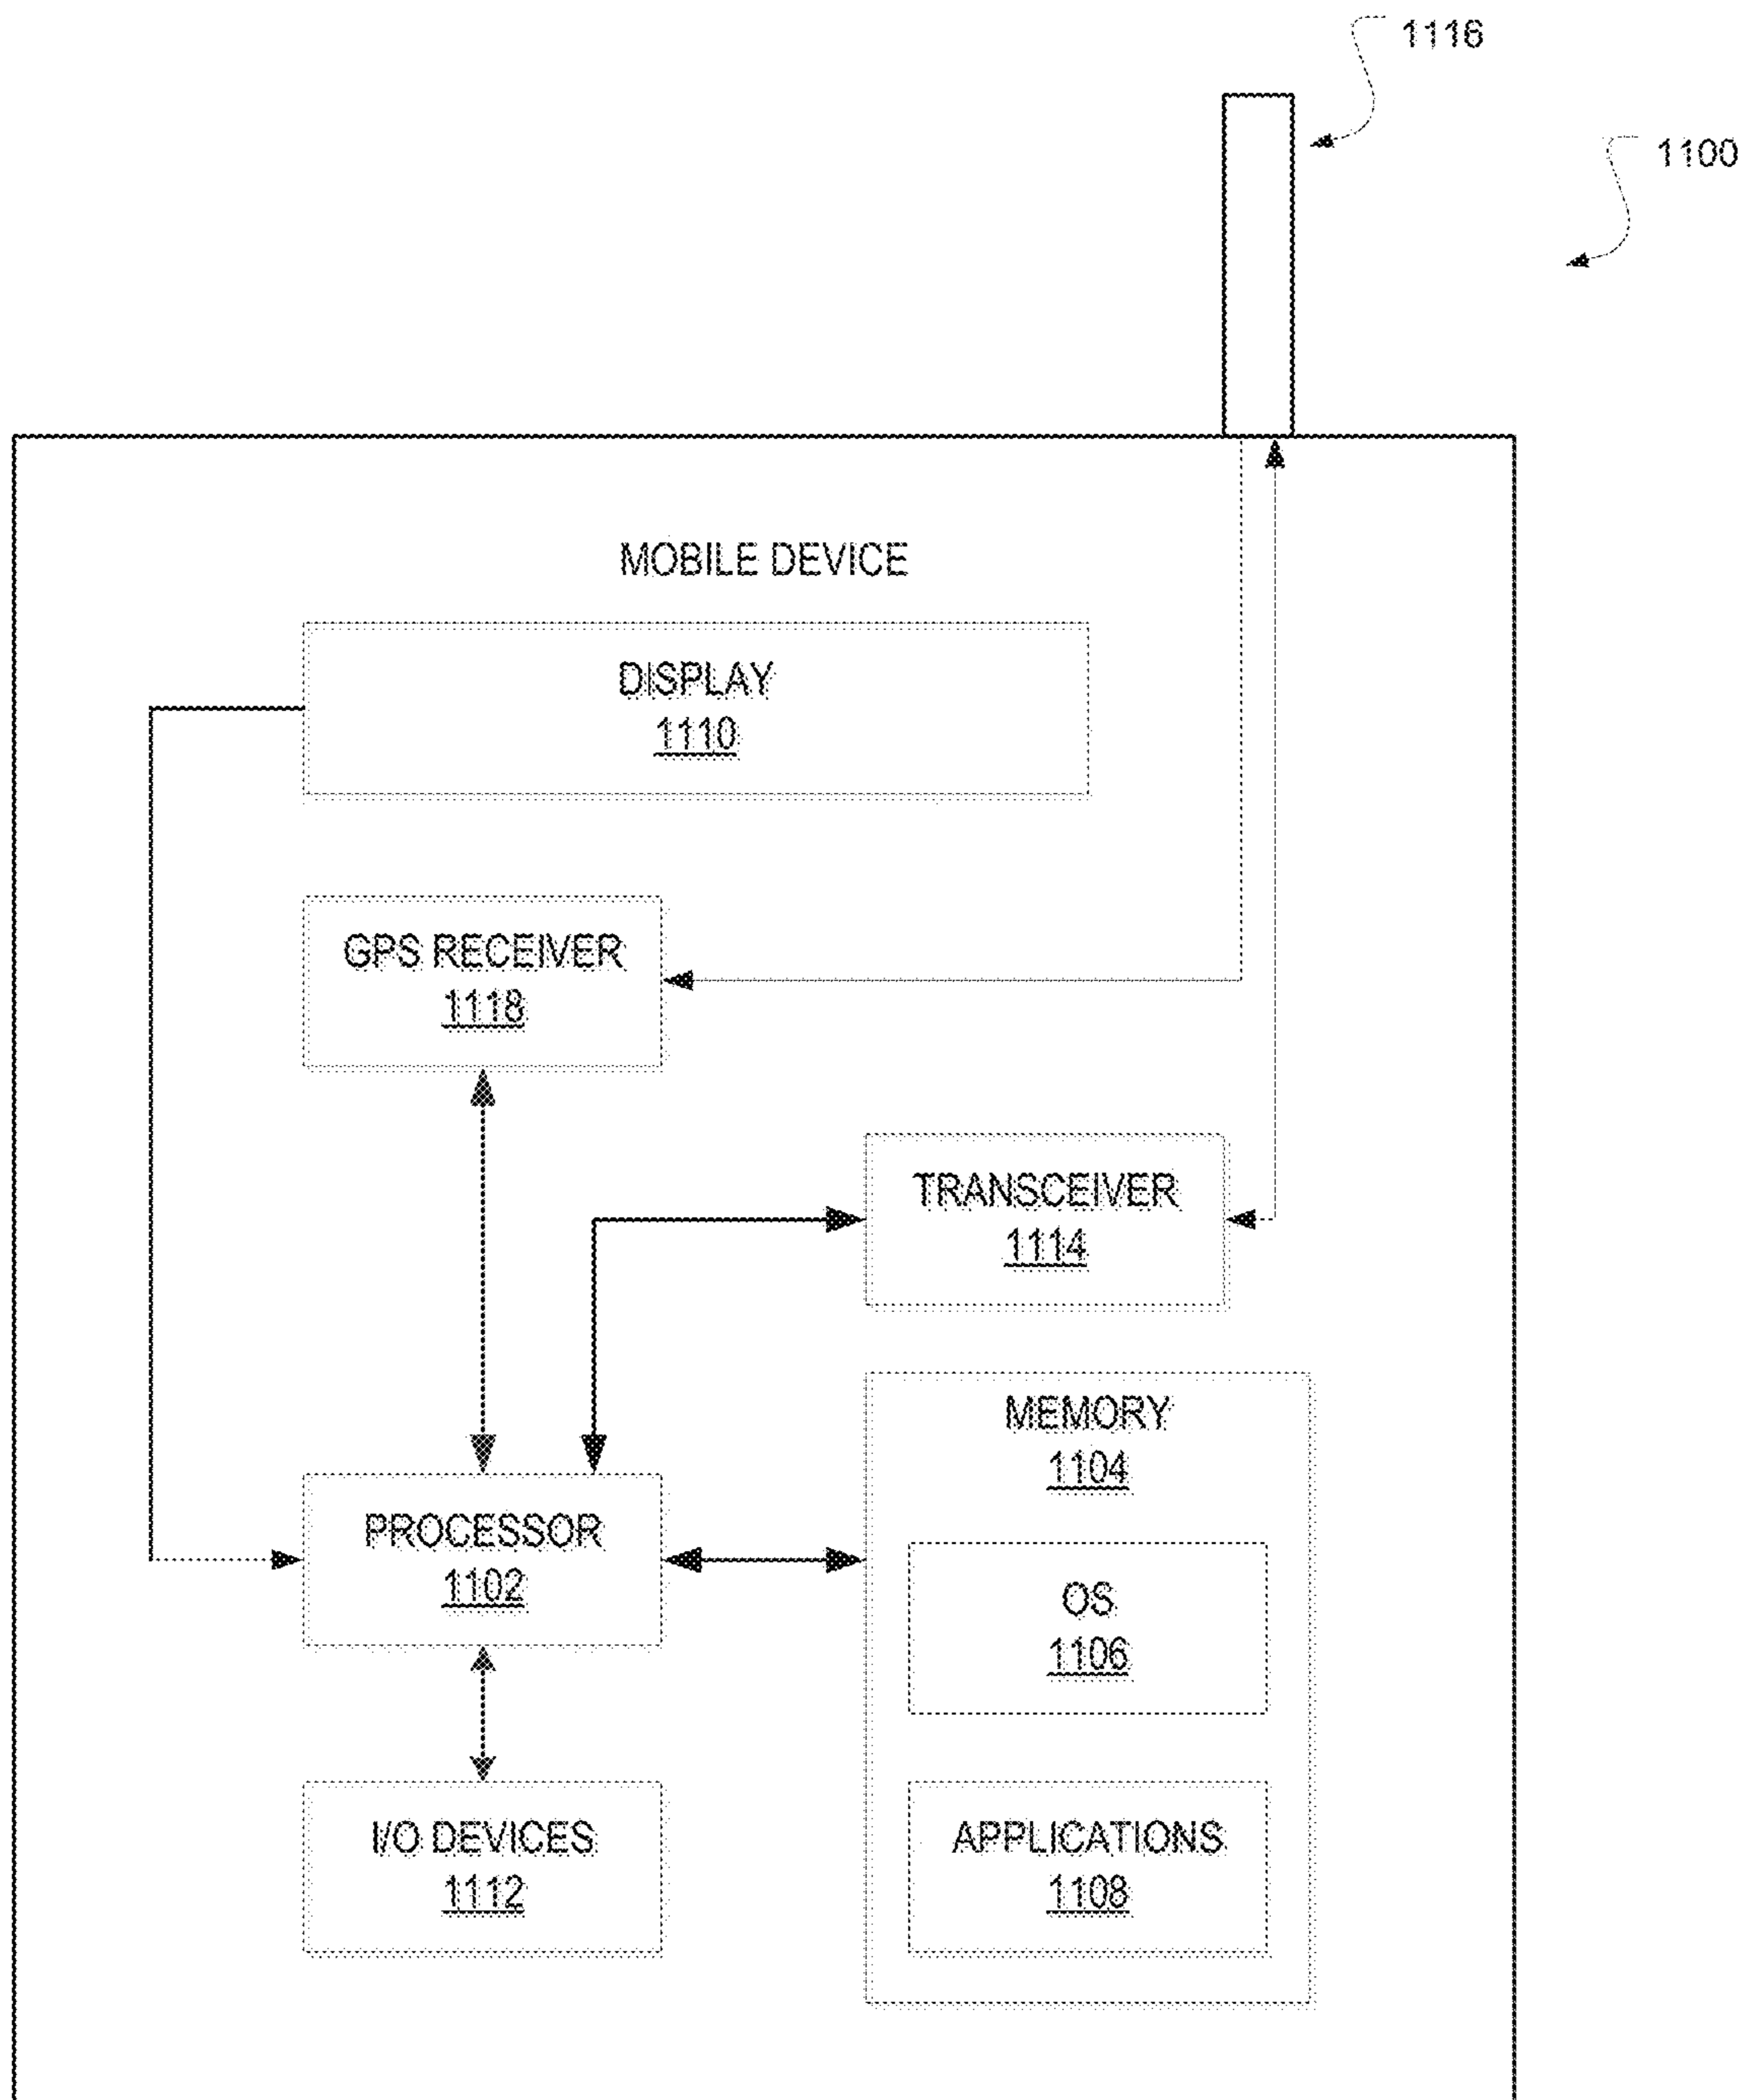 1116
1100
MOBILE DEVICE
DISPLAY
1110
GPS RECEIVER
1118
TRANSCEIVER
1114
MEMORY
1104
PROCESSOR
1102
OS
1106
I/O DEVICES
1112
APPLICATIONS
1108